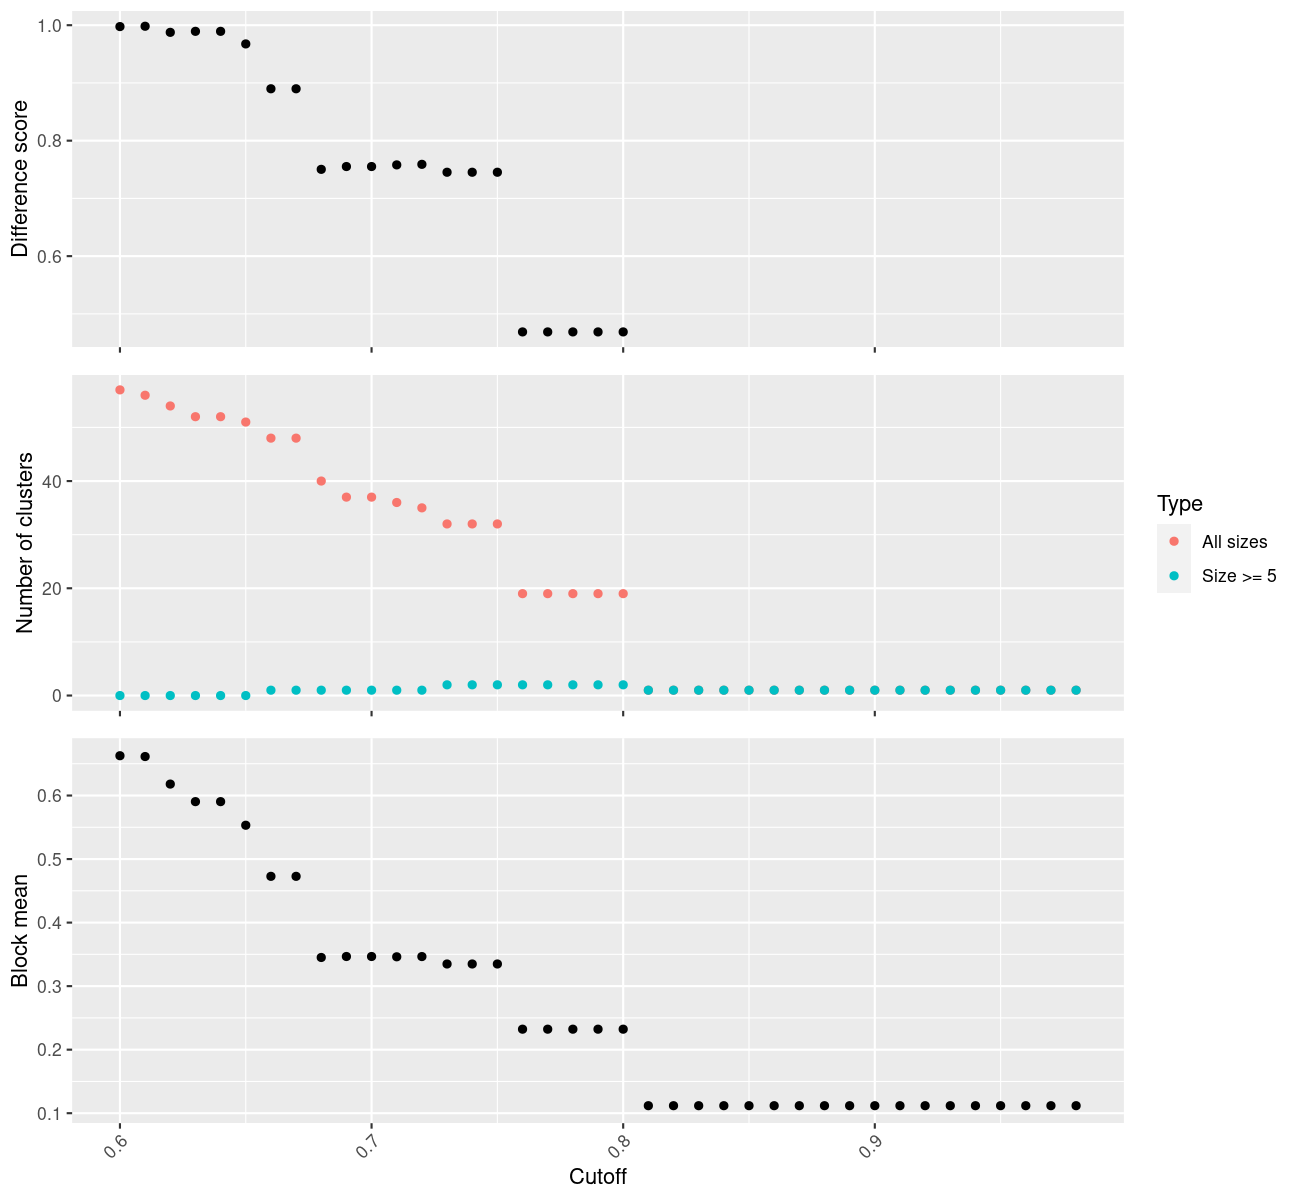 Difference score
1.0
0.8
0.6
Number of clusters
40
20
0
Type
All sizes
Size >= 5
Block mean
0.6
0.5
0.4
0.3
0.2
0.1
0.6
0.7
0.8
0.9
Cutoff